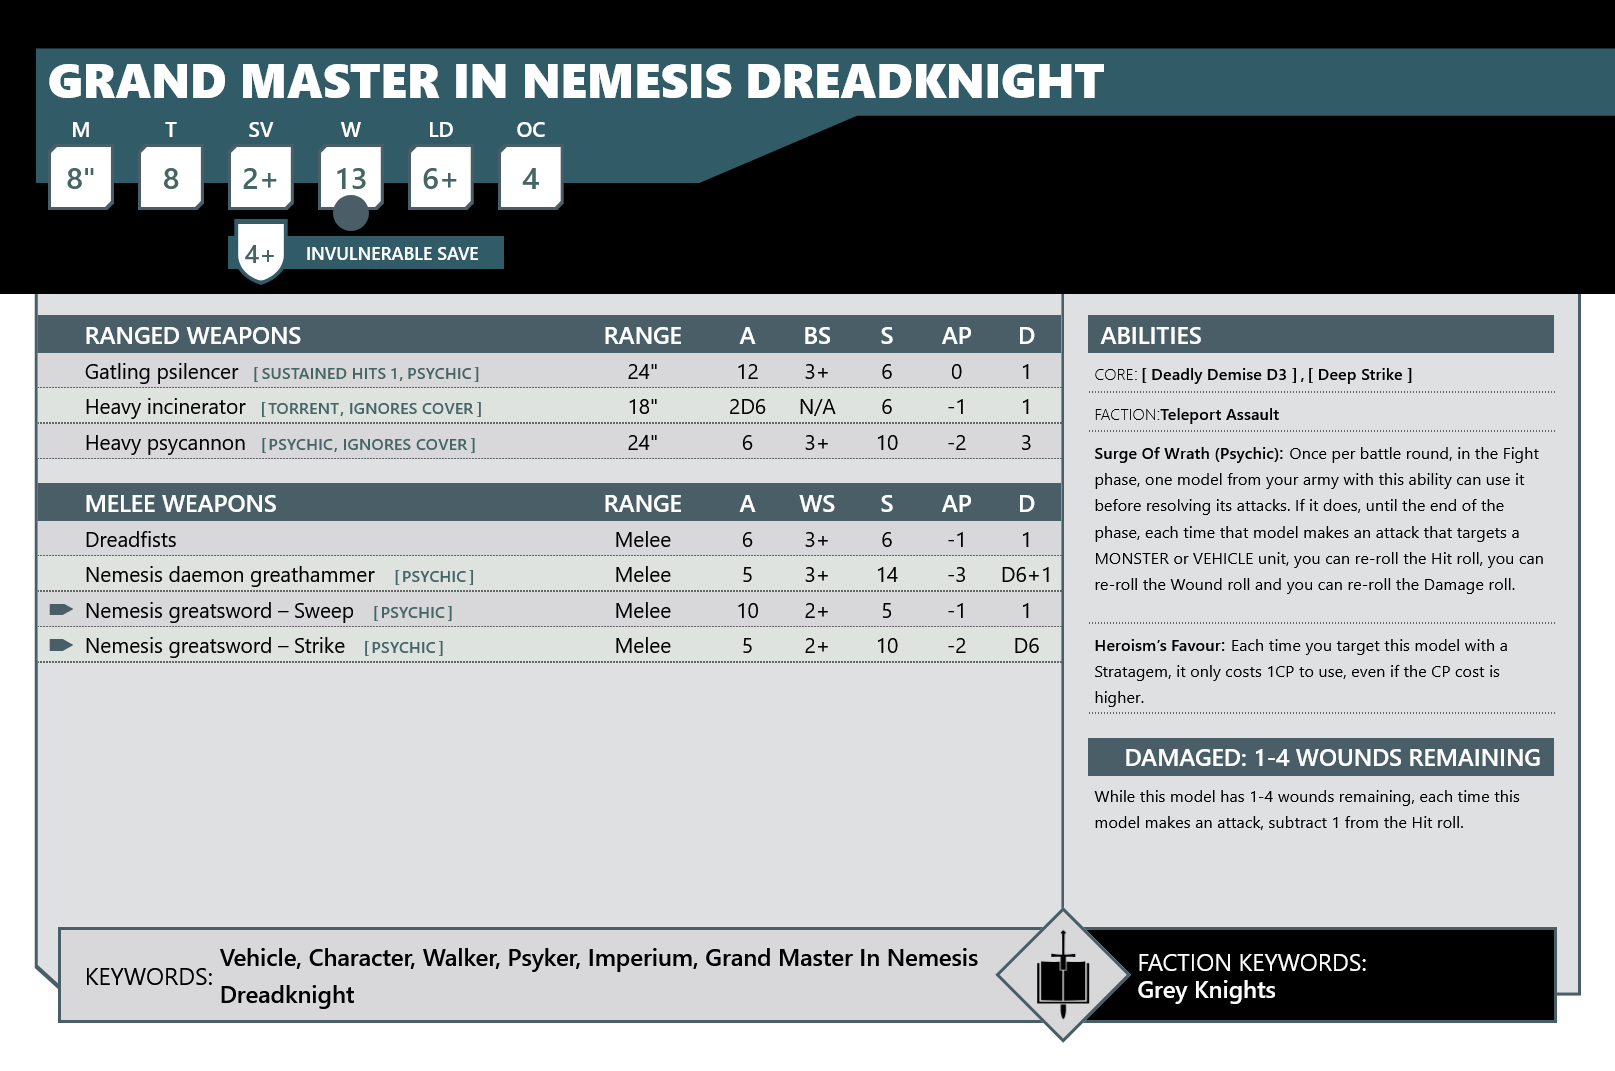 GRAND MASTER IN NEMESIS DREADKNIGHT
M T SV W LD OC
8" 8 2+ 13 6+ 4
4+ INVULNERABLE SAVE
RANGED WEAPONS RANGE A BS S AP D
Gatling psilencer [ SUSTAINED HITS 1, PSYCHIC ] 24" 12 3+ 6 0 1
Heavy incinerator [ TORRENT, IGNORES COVER ] 18" 2D6 N/A 6 -1 1
Heavy psycannon [ PSYCHIC, IGNORES COVER ] 24" 6 3+ 10 -2 3
MELEE WEAPONS RANGE A WS S AP D
Dreadfists Melee 6 3+ 6 -1 1
Nemesis daemon greathammer [ PSYCHIC ] Melee 5 3+ 14 -3 D6+1
Nemesis greatsword – Sweep [ PSYCHIC ] Melee 10 2+ 5 -1 1
Nemesis greatsword – Strike [ PSYCHIC ] Melee 5 2+ 10 -2 D6
ABILITIES
CORE: [ Deadly Demise D3 ] , [ Deep Strike ]
FACTION:Teleport Assault
Surge Of Wrath (Psychic): Once per battle round, in the Fight
phase, one model from your army with this ability can use it
before resolving its attacks. If it does, until the end of the
phase, each time that model makes an attack that targets a
MONSTER or VEHICLE unit, you can re-roll the Hit roll, you can
re-roll the Wound roll and you can re-roll the Damage roll.
Heroism’s Favour: Each time you target this model with a
Stratagem, it only costs 1CP to use, even if the CP cost is
higher.
DAMAGED: 1-4 WOUNDS REMAINING
While this model has 1-4 wounds remaining, each time this
model makes an attack, subtract 1 from the Hit roll.
KEYWORDS: Vehicle, Character, Walker, Psyker, Imperium, Grand Master In Nemesis
Dreadknight
FACTION KEYWORDS:
Grey Knights